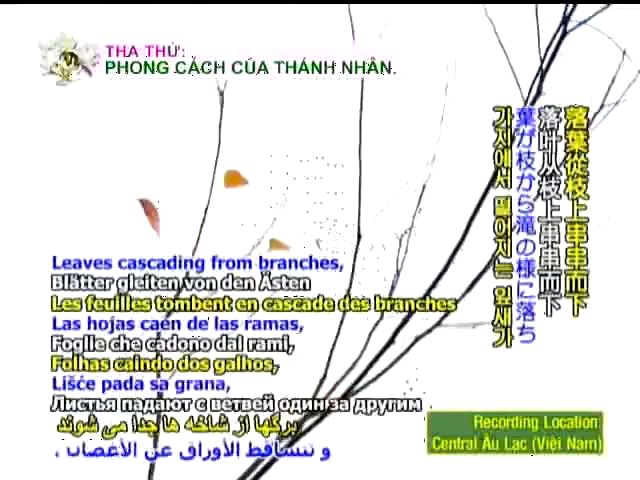 THA THỨ:
PHONG CÁCH CỦA THÁNH NHÂN.
落葉從枝上串串而下
落叶从枝上串串而下
葉が枝から滝の様に落ち
가지에서 떨어지는 잎새가
Leaves cascading from branches,
Blätter gleiten von den Ästen
Les feuilles tombent en cascade des branches
Las hojas caen de las ramas,
Foglie che cadono dai rami,
Folhas caindo dos galhos,
Lišće pada sa grana,
Листья падают с ветвей один за другим
برگها از شاخه ها جدا می شوند
و تتساقط الأوراق عن الأغصان ،
Recording Location:
Central Âu Lạc (Việt Nam)